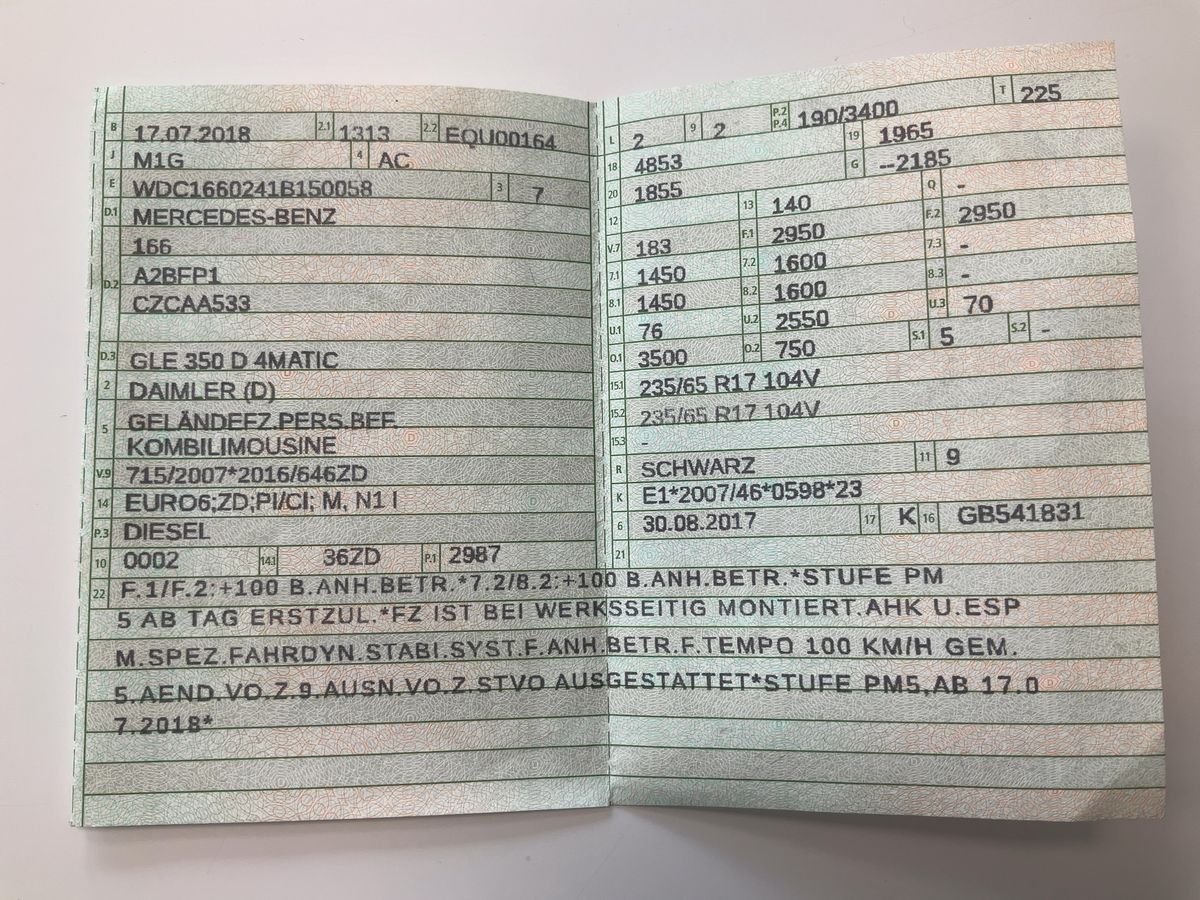 B 17.07.2018 2.1 1313 2.2 EQU00164
J M1G 4 AC
E WDC1660241B150058 3 7
D.1 MERCEDES-BENZ
166
D.2 A2BFP1
CZCAA533
D.3 GLE 350 D 4MATIC
2 DAIMLER (D)
5 GELÄNDEFZ.PERS.BEF.
KOMBILIMOUSINE
V.9 715/2007*2016/646ZD
14 EURO6;ZD;PI/CI; M, N1 I
P.3 DIESEL
10 0002 14.1 36ZD P.1 2987
L 2 9 2 P.2 P.4 190/3400 T 225
18 4853 19 1965
20 1855 G --2185
12 13 140 Q -
V.7 183 F.1 2950 F.2 2950
7.1 1450 7.2 1600 7.3 -
8.1 1450 8.2 1600 8.3 -
U.1 76 U.2 2550 U.3 70
O.1 3500 O.2 750 S.1 5 S.2 -
15.1 235/65 R17 104V
15.2 235/65 R17 104V
15.3 -
R SCHWARZ 11 9
K E1*2007/46*0598*23
6 30.08.2017 17 K 16 GB541831
21
22 F.1/F.2:+100 B.ANH.BETR.*7.2/8.2:+100 B.ANH.BETR.*STUFE PM
5 AB TAG ERSTZUL.*FZ IST BEI WERKSSEITIG MONTIERT.AHK U.ESP
M.SPEZ.FAHRDYN.STABI.SYST.F.ANH.BETR.F.TEMPO 100 KM/H GEM.
5.AEND.VO.Z.9.AUSN.VO.Z.STVO AUSGESTATTET*STUFE PM5,AB 17.0
7.2018*